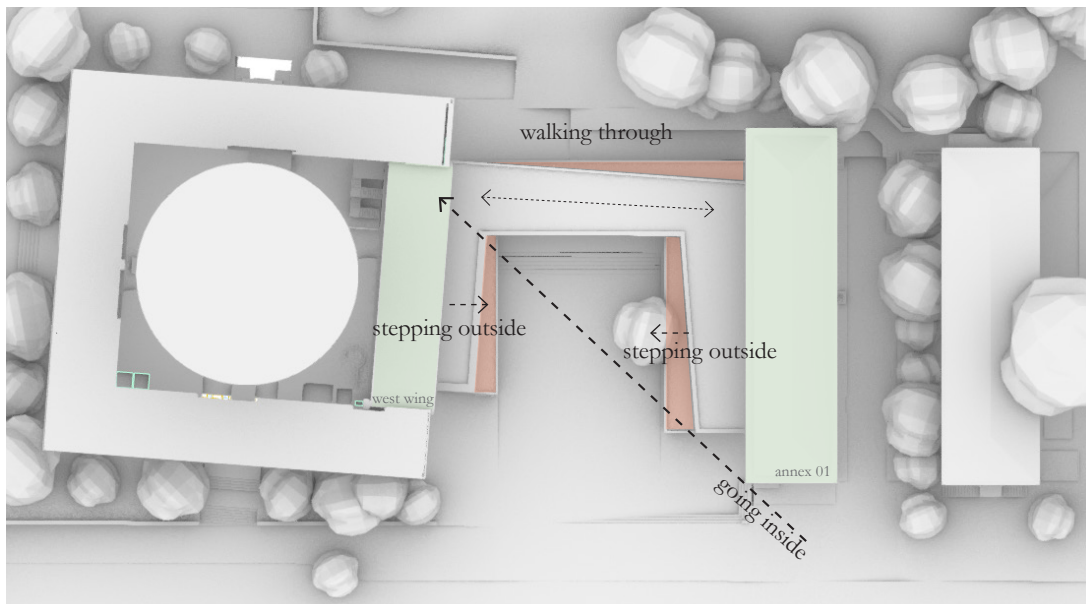 walking through
stepping outside
stepping outside
west wing
annex 01
going inside